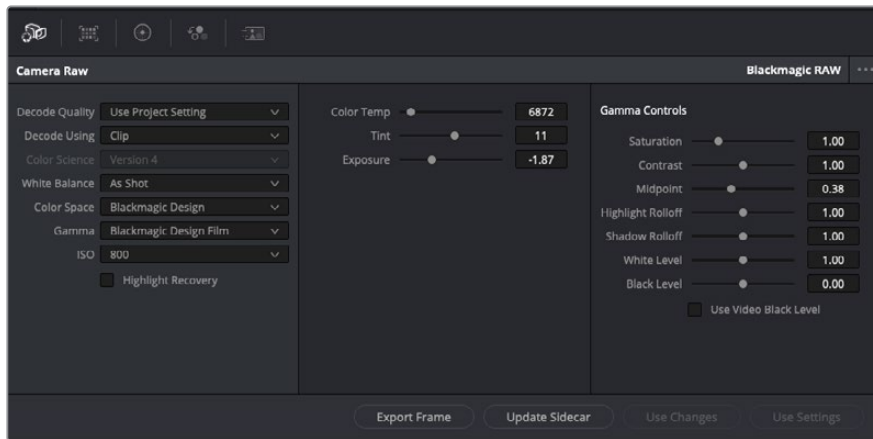 Camera Raw
Blackmagic RAW
Decode Quality Use Project Setting
Decode Using Clip
Color Science Version 4
White Balance As Shot
Color Space Blackmagic Design
Gamma Blackmagic Design Film
ISO 800
Highlight Recovery
Color Temp 6872
Tint 11
Exposure -1.87
Gamma Controls
Saturation 1.00
Contrast 1.00
Midpoint 0.38
Highlight Rolloff 1.00
Shadow Rolloff 1.00
White Level 1.00
Black Level 0.00
Use Video Black Level
Export Frame
Update Sidecar
Use Changes
Use Settings